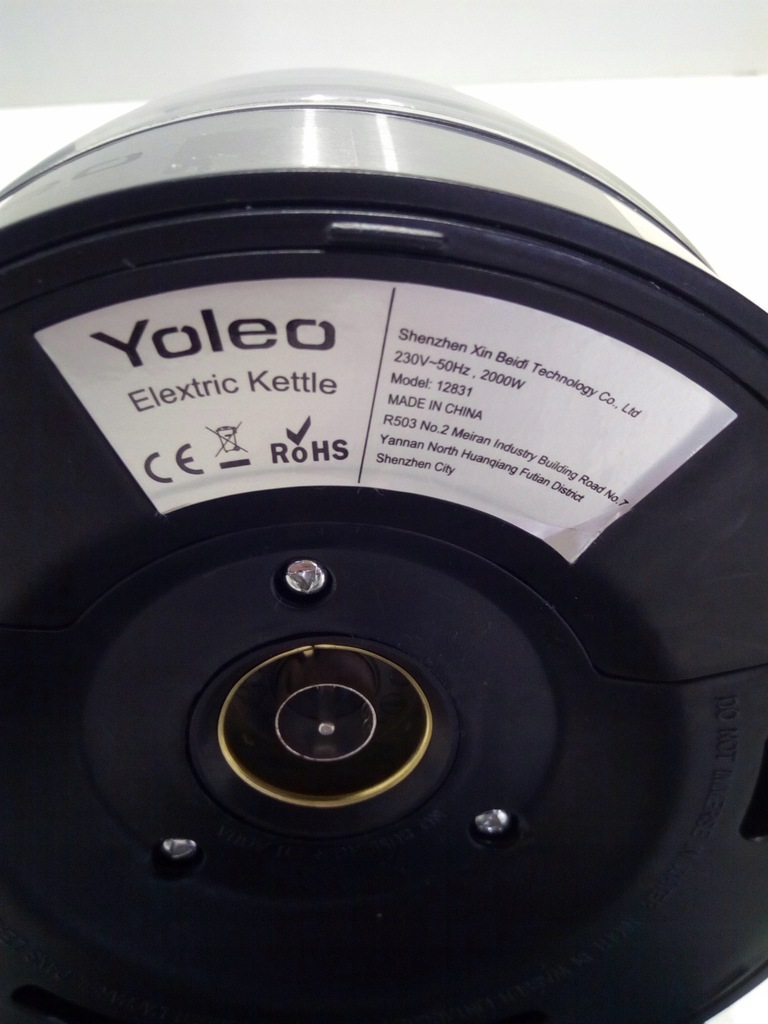 Yoleo
Elextric Kettle
CE RoHS
Shenzhen Xin Beidi Technology Co., Ltd
230V~50Hz , 2000W
Model: 12831
MADE IN CHINA
R503 No.2 Meiran Industry Building Road No.7
Yannan North Huanqiang Futian District
Shenzhen City
DO NOT IMMERSE IN WATER